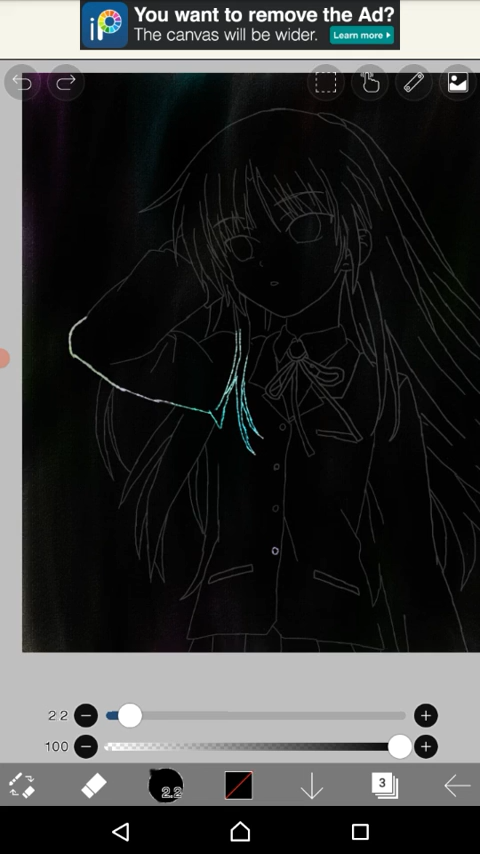 iP
You want to remove the Ad?
The canvas will be wider.
Learn more
2.2
100
2.2
3